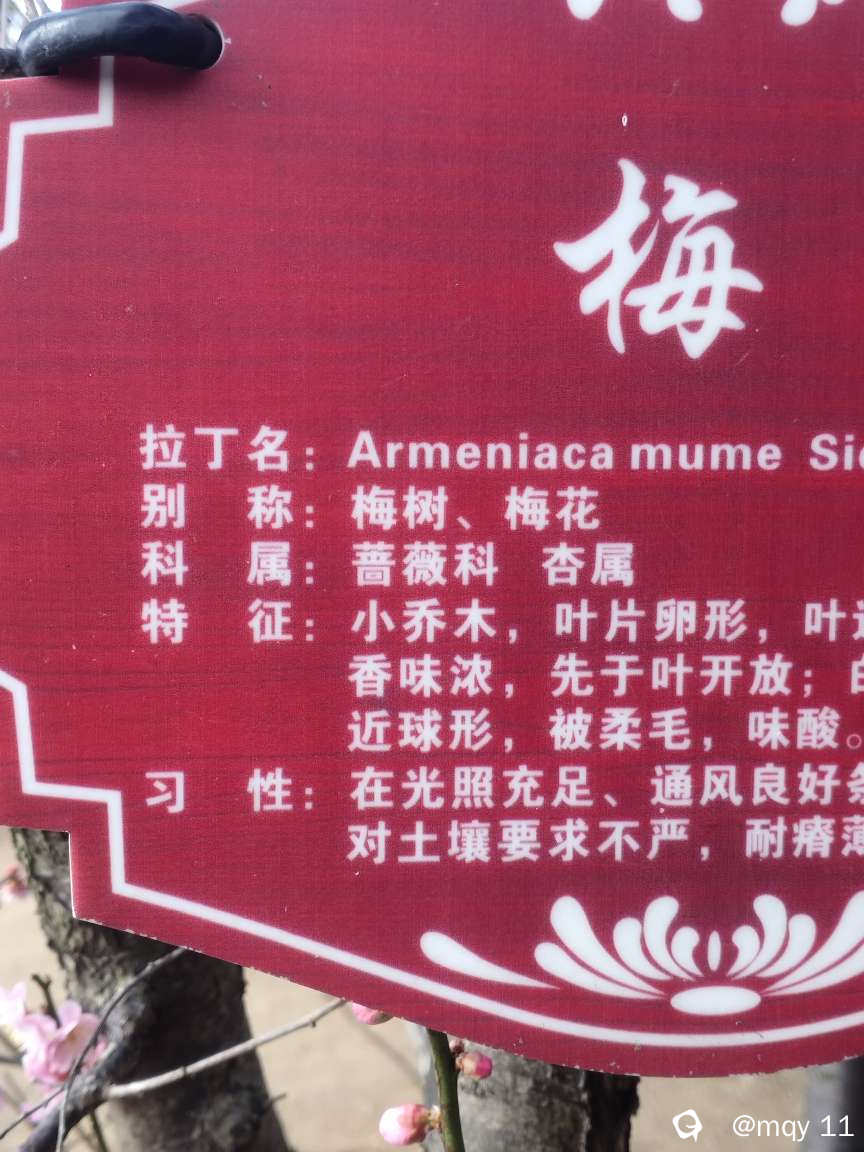 梅
拉丁名：Armeniaca mume
别 称：梅树、梅花
科 属：蔷薇科 杏属
特 征：小乔木，叶片卵形，叶
香味浓，先于叶开放；
近球形，被柔毛，味酸。
习 性：在光照充足、通风良好
对土壤要求不严，耐瘠薄
@mqy 11